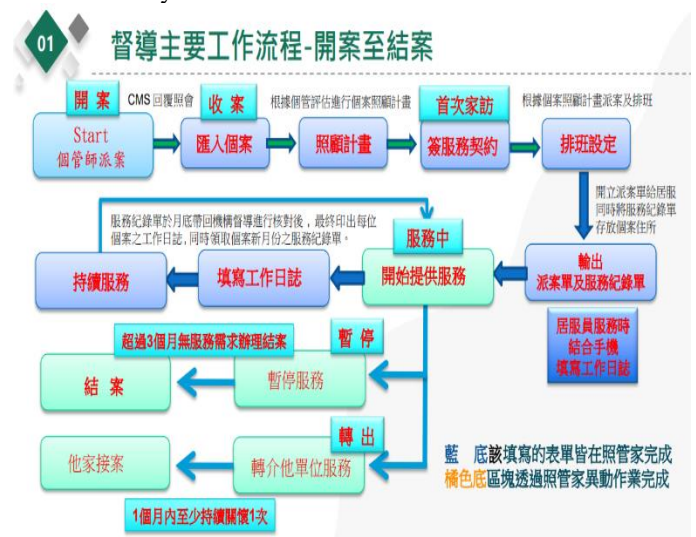 01
督導主要工作流程-開案至結案
開 案
CMS 回覆照會
收 案
根據個管評估進行個案照顧計畫
首次家訪
根據個案照顧計畫派案及排班
Start
個管師派案
匯入個案
照顧計畫
簽服務契約
排班設定
開立派案單給居服
同時將服務紀錄單
存放個案住所
服務紀錄單於月底帶回機構督導進行核對後，最終印出每位
個案之工作日誌，同時領取個案新月份之服務紀錄單。
服務中
開始提供服務
填寫工作日誌
持續服務
輸出
派案單及服務紀錄單
居服員服務時
結合手機
填寫工作日誌
超過3個月無服務需求辦理結案
暫 停
暫停服務
結 案
轉 出
轉介他單位服務
他家接案
1個月內至少持續關懷1次
藍 底該填寫的表單皆在照管家完成
橘色底區塊透過照管家異動作業完成